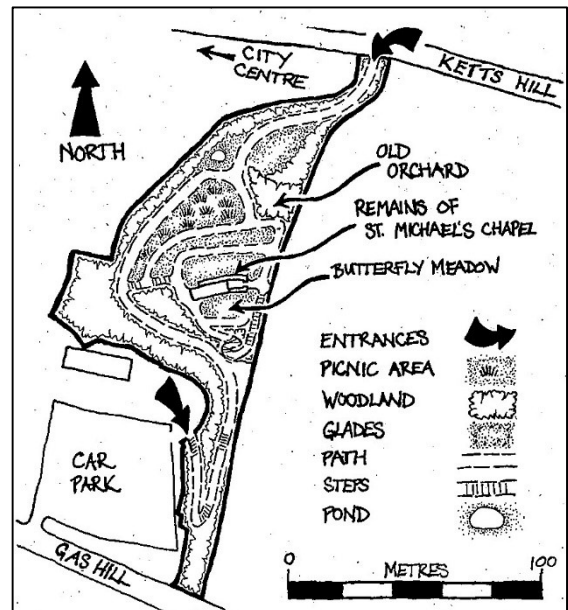 CITY
CENTRE
KETTS HILL
NORTH
OLD
ORCHARD
REMAINS OF
ST. MICHAEL'S CHAPEL
BUTTERFLY MEADOW
ENTRANCES
PICNIC AREA
WOODLAND
GLADES
PATH
STEPS
POND
CAR
PARK
GAS HILL
0 METRES 100